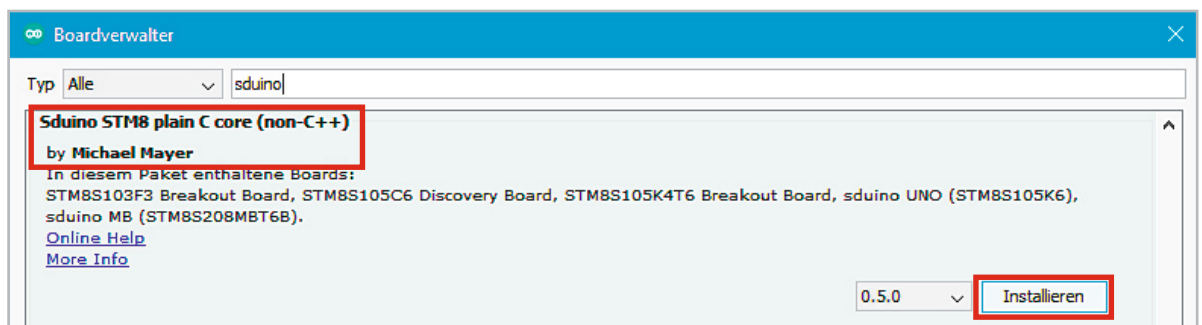 Boardverwalter
Typ Alle sduino
Sduino STM8 plain C core (non-C++)
by Michael Mayer
In diesem Paket enthaltene Boards:
STM8S103F3 Breakout Board, STM8S105C6 Discovery Board, STM8S105K4T6 Breakout Board, sduino UNO (STM8S105K6),
sduino MB (STM8S208MBT6B).
Online Help
More Info
0.5.0 Installieren